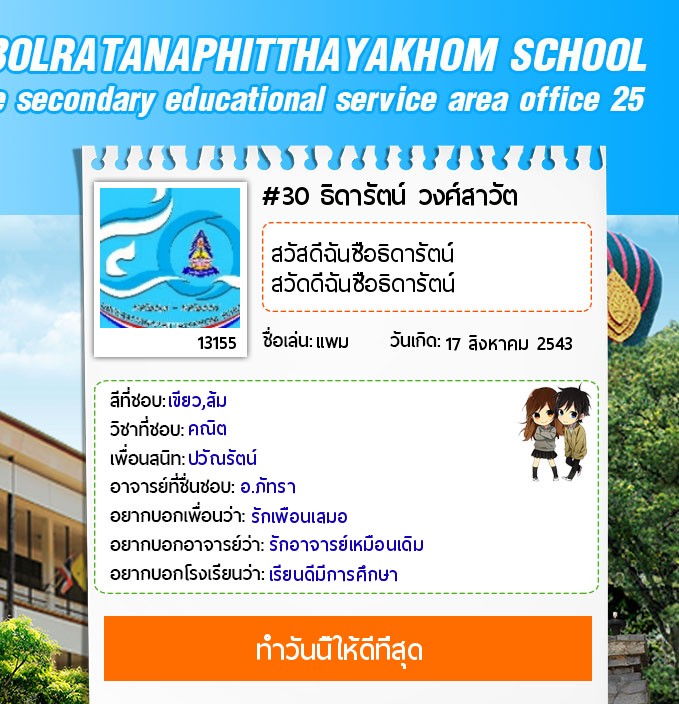 BOLRATANAPHITTHAYAKHOM SCHOOL
e secondary educational service area office 25
#30 ธิดารัตน์ วงศ์สาวัต
สวัสดีฉันชื่อธิดารัตน์
สวัดดีฉันชื่อธิดารัตน์
13155
ชื่อเล่น: แพม วันเกิด: 17 สิงหาคม 2543
สีที่ชอบ: เขียว,ส้ม
วิชาที่ชอบ: คณิต
เพื่อนสนิท: ปวัณรัตน์
อาจารย์ที่ชื่นชอบ: อ.ภัทรา
อยากบอกเพื่อนว่า: รักเพื่อนเสมอ
อยากบอกอาจารย์ว่า: รักอาจารย์เหมือนเดิม
อยากบอกโรงเรียนว่า: เรียนดีมีการศึกษา
ทำวันนี้ให้ดีที่สุด